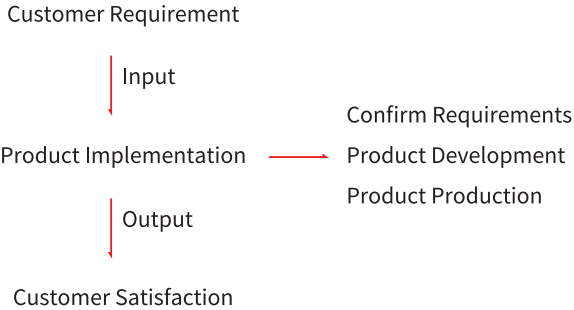 Customer Requirement
Input
Confirm Requirements
Product Implementation
Product Development
Product Production
Output
Customer Satisfaction